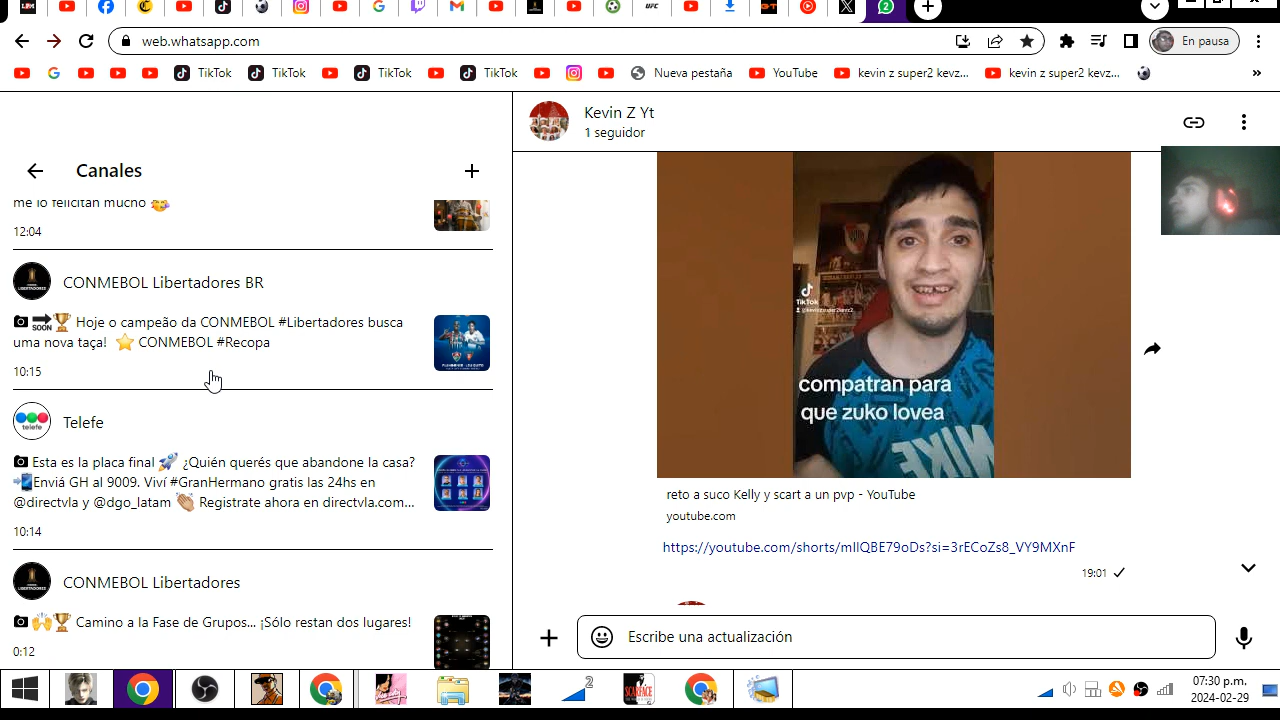 web.whatsapp.com
En pausa
TikTok
TikTok
TikTok
TikTok
Nueva pestaña
YouTube
kevin z super2 kevz...
kevin z super2 kevz...
»
Canales
me lo felicitan mucho 🥳
12:04
CONMEBOL Libertadores BR
📷 🔜🏆 Hoje o campeão da CONMEBOL #Libertadores busca
uma nova taça! ⭐ CONMEBOL #Recopa
10:15
telefe
Telefe
📷 Esta es la placa final 🚀 ¿Quién querés que abandone la casa?
📲Enviá GH al 9009. Viví #GranHermano gratis las 24hs en
@directvla y @dgo_latam 👏🏼 Registrate ahora en directvla.com...
10:14
CONMEBOL Libertadores
📷 🙌🏆 Camino a la Fase de Grupos... ¡Sólo restan dos lugares!
0:12
Kevin Z Yt
1 seguidor
TikTok
compatran para
que zuko lovea
reto a suco Kelly y scart a un pvp - YouTube
youtube.com
https://youtube.com/shorts/mIlQBE79oDs?si=3rECoZs8_VY9MXnF
19:01
Escribe una actualización
2
SCARFACE
07:30 p.m.
2024-02-29